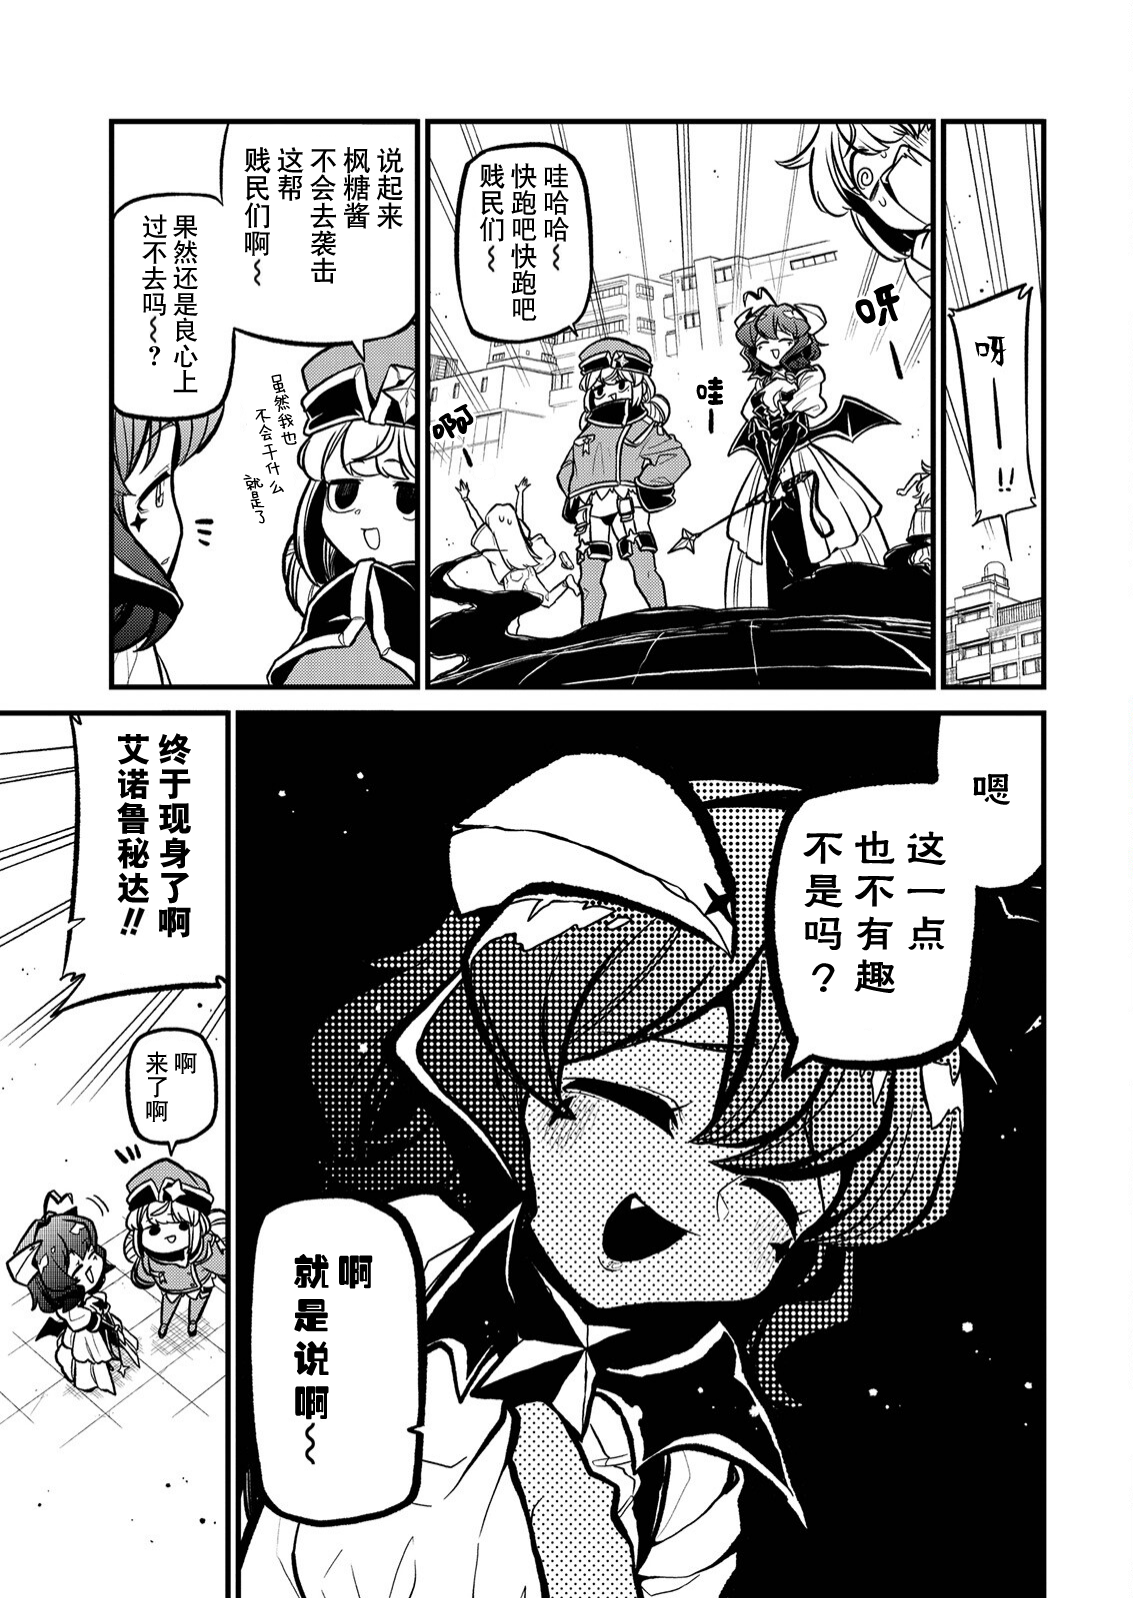 呀——!!
呀——
哇——
啊——
哇哈哈～
快跑吧快跑吧
贱民们～
说起来
枫糖酱
不会去袭击
这帮
贱民们啊～
虽然我也
不会干什么
就是了
果然还是良心上
过不去吗～?
嗯
这一点
也不有趣
不是吗?
啊
就是说啊～
终于现身了啊
艾诺鲁秘达!!
啊
来了啊